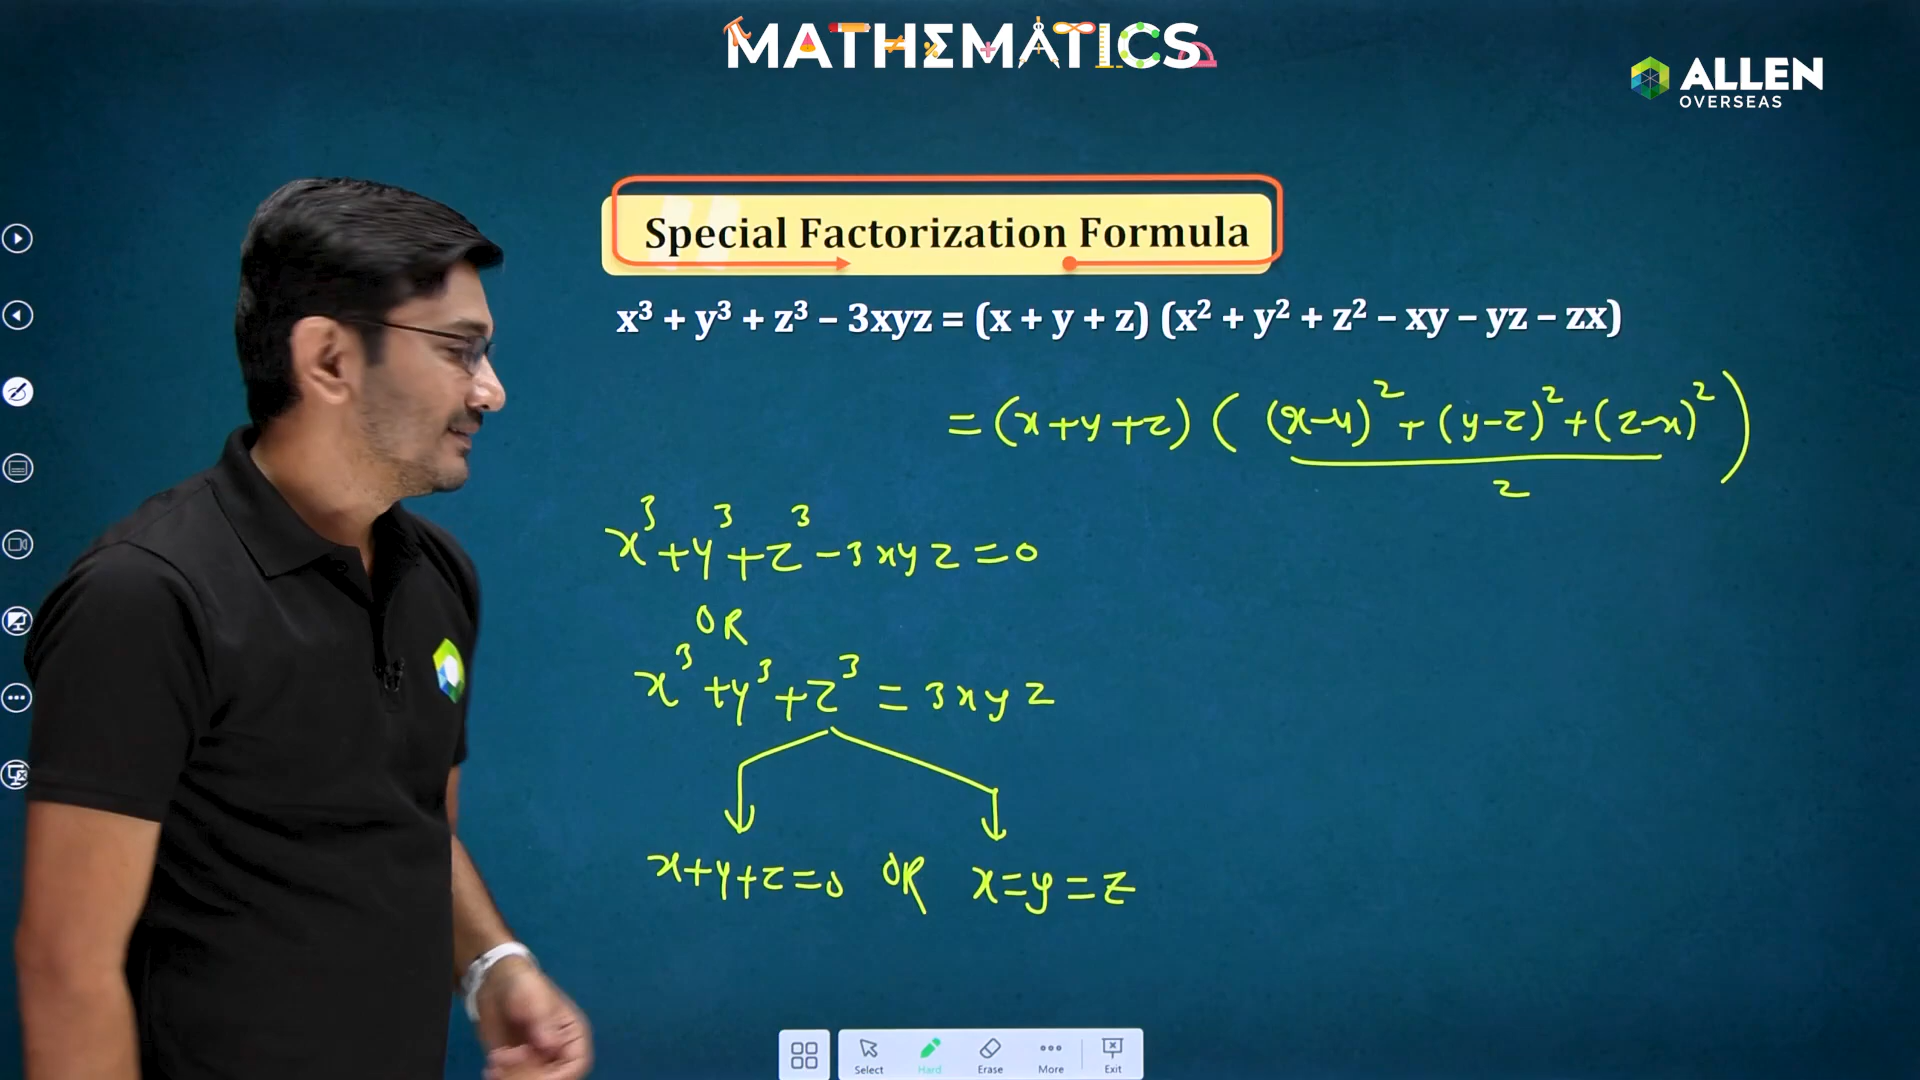 MATHEMATICS
ALLEN
OVERSEAS
Special Factorization Formula
x³ + y³ + z³ – 3xyz = (x + y + z) (x² + y² + z² – xy – yz – zx)
= (x+y+z) ( (x-y)² + (y-z)² + (z-x)² )
2
x³+y³+z³-3xyz=0
OR
x³+y³+z³ = 3xyz
x+y+z=0 OR x=y=z
Select Hard Erase More Exit